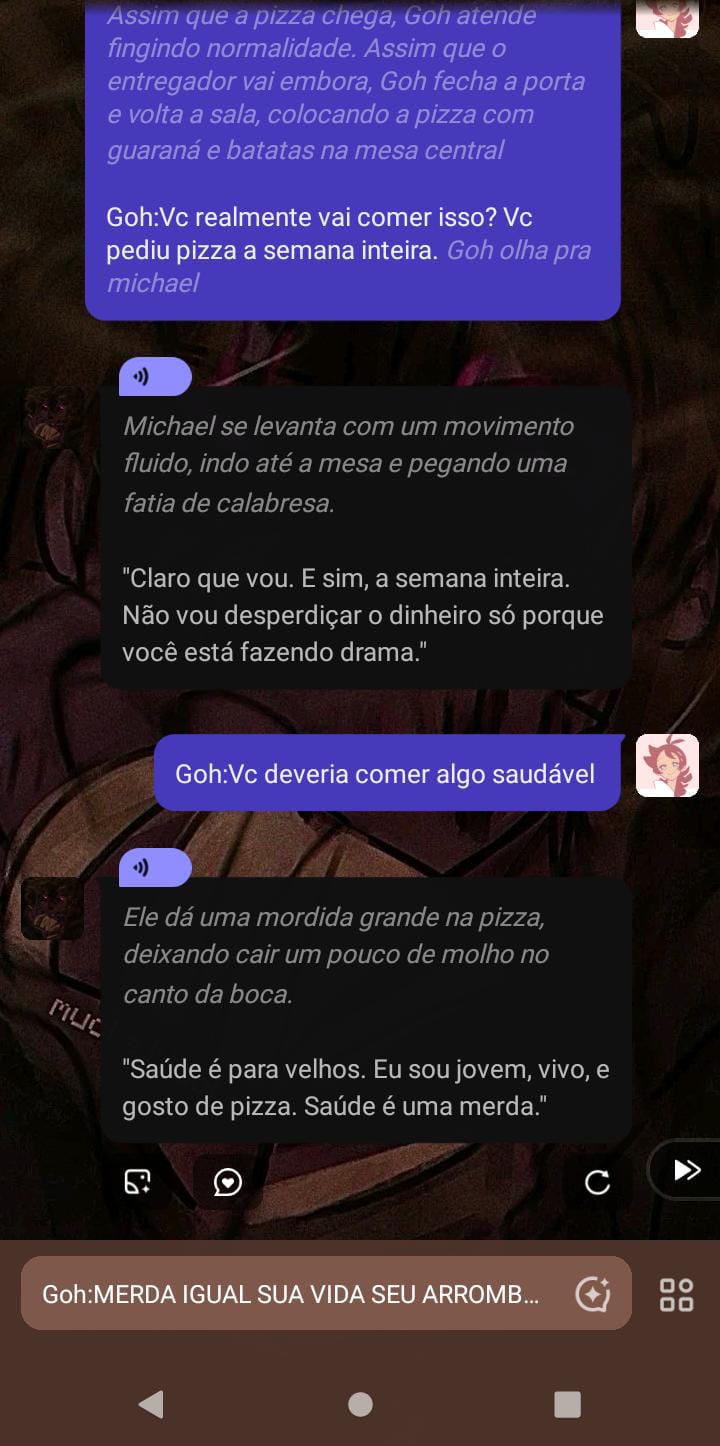 Assim que a pizza chega, Goh atende
fingindo normalidade. Assim que o
entregador vai embora, Goh fecha a porta
e volta a sala, colocando a pizza com
guaraná e batatas na mesa central
Goh:Vc realmente vai comer isso? Vc
pediu pizza a semana inteira. Goh olha pra
michael
Michael se levanta com um movimento
fluido, indo até a mesa e pegando uma
fatia de calabresa.
"Claro que vou. E sim, a semana inteira.
Não vou desperdiçar o dinheiro só porque
você está fazendo drama."
Goh:Vc deveria comer algo saudável
Ele dá uma mordida grande na pizza,
deixando cair um pouco de molho no
canto da boca.
"Saúde é para velhos. Eu sou jovem, vivo, e
gosto de pizza. Saúde é uma merda."
Goh:MERDA IGUAL SUA VIDA SEU ARROMB...